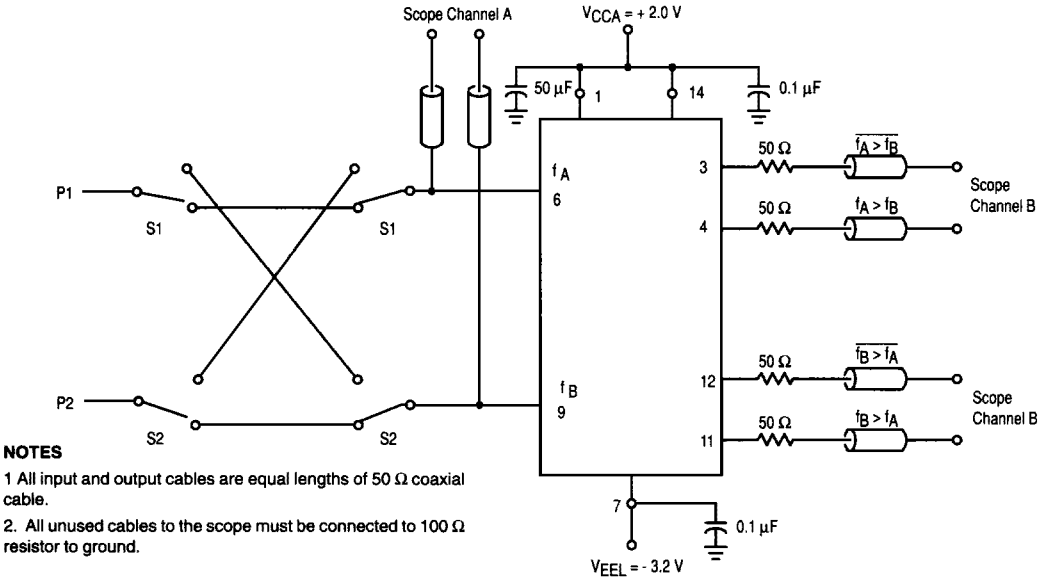 Scope Channel A
VCCA = + 2.0 V
50 µF
1
14
0.1 µF
P1
S1
S1
fA
6
3
50 Ω
fA > fB
Scope
Channel B
4
50 Ω
fA > fB
P2
S2
S2
fB
9
12
50 Ω
fB > fA
Scope
Channel B
11
50 Ω
fB > fA
7
0.1 µF
VEEL = - 3.2 V
NOTES
1 All input and output cables are equal lengths of 50 Ω coaxial
cable.
2. All unused cables to the scope must be connected to 100 Ω
resistor to ground.